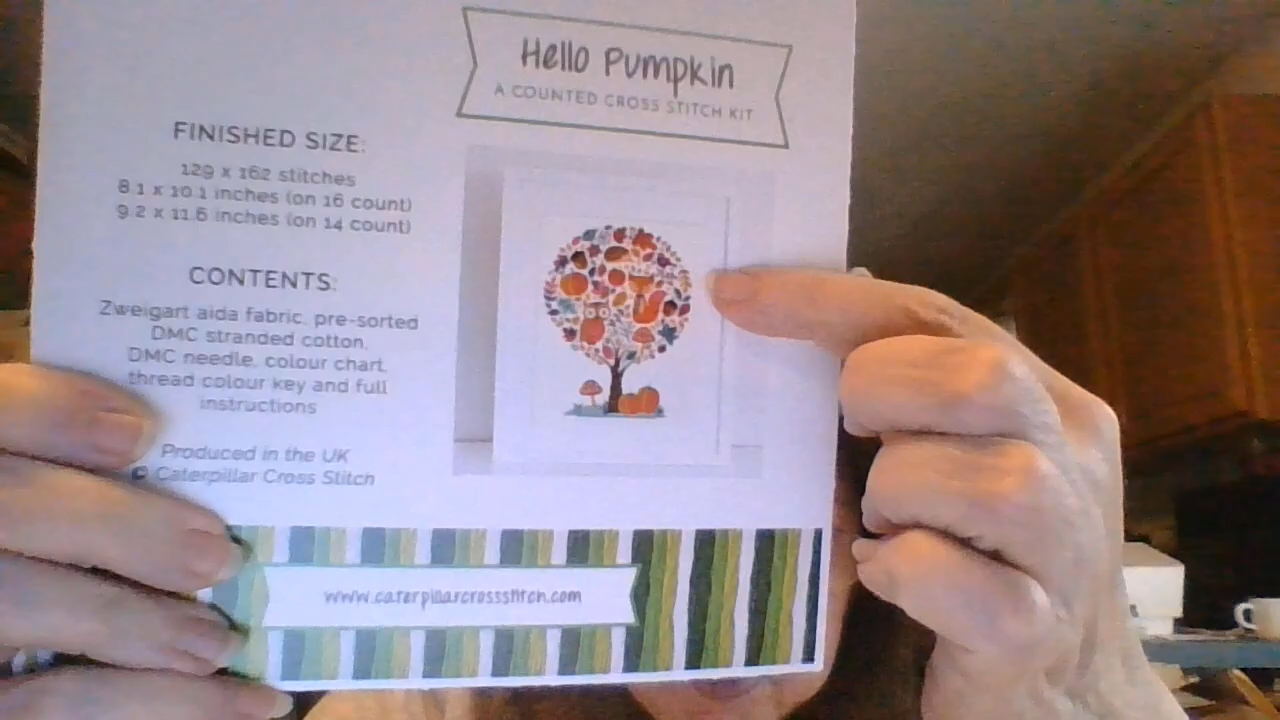 Hello Pumpkin
A COUNTED CROSS STITCH KIT
FINISHED SIZE:
129 x 162 stitches
8.1 x 10.1 inches (on 16 count)
9.2 x 11.6 inches (on 14 count)
CONTENTS:
Zweigart aida fabric, pre-sorted
DMC stranded cotton,
DMC needle, colour chart,
thread colour key and full
instructions
Produced in the UK
© Caterpillar Cross Stitch
www.caterpillarcrossstitch.com